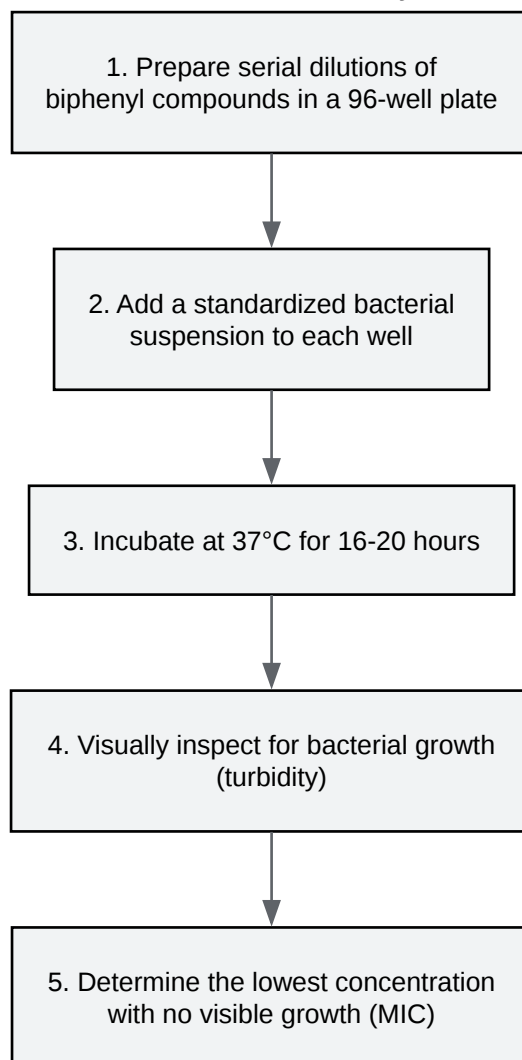 1. Prepare serial dilutions of
biphenyl compounds in a 96-well plate
2. Add a standardized bacterial
suspension to each well
3. Incubate at 37°C for 16-20 hours
4. Visually inspect for bacterial growth
(turbidity)
5. Determine the lowest concentration
with no visible growth (MIC)